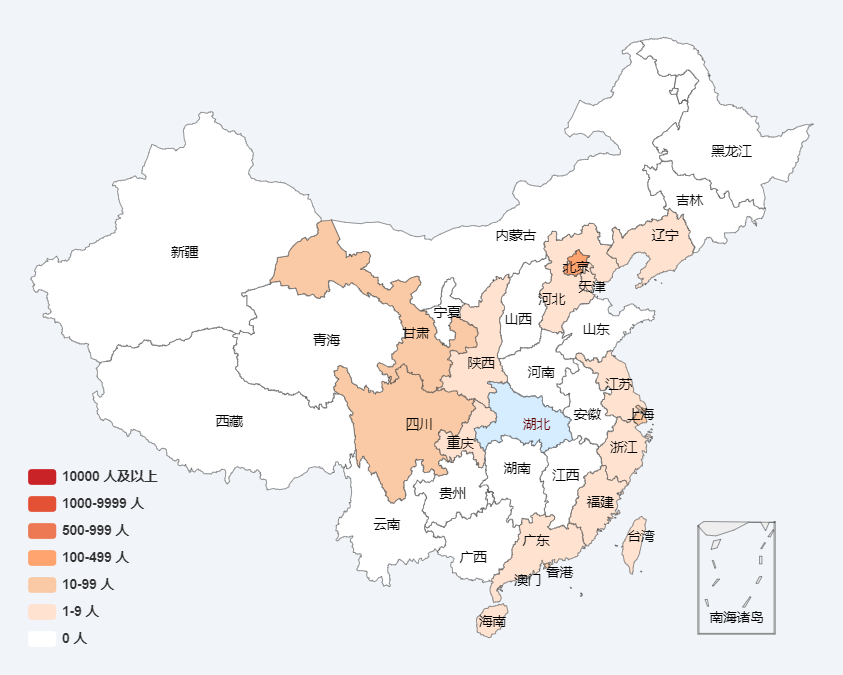 黑龙江
吉林
辽宁
内蒙古
新疆
北京
天津
河北
宁夏
山西
山东
甘肃
青海
陕西
河南
江苏
西藏
四川
重庆
湖北
安徽
上海
浙江
湖南
江西
贵州
云南
福建
广东
台湾
广西
香港
澳门
海南
南海诸岛
10000 人及以上
1000-9999 人
500-999 人
100-499 人
10-99 人
1-9 人
0 人